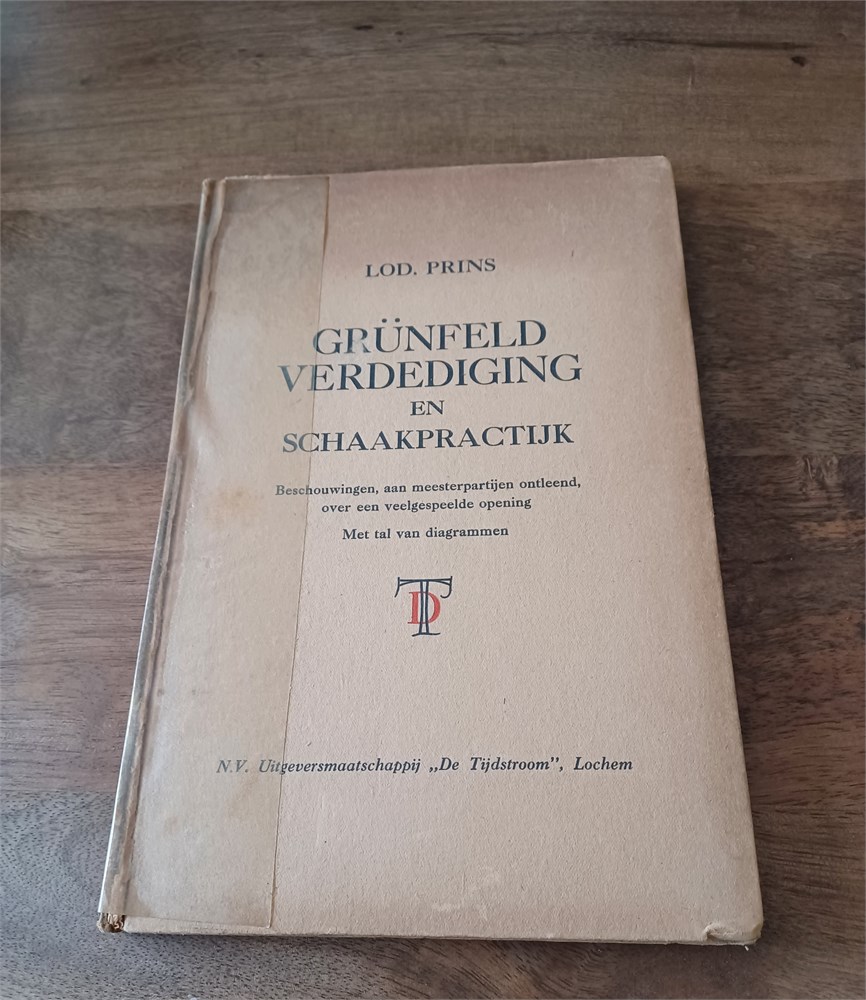 LOD. PRINS
GRÜNFELD
VERDEDIGING
EN
SCHAAKPRACTIJK
Beschouwingen, aan meesterpartijen ontleend,
over een veelgespeelde opening
Met tal van diagrammen
TD
N.V. Uitgeversmaatschappij „De Tijdstroom”, Lochem